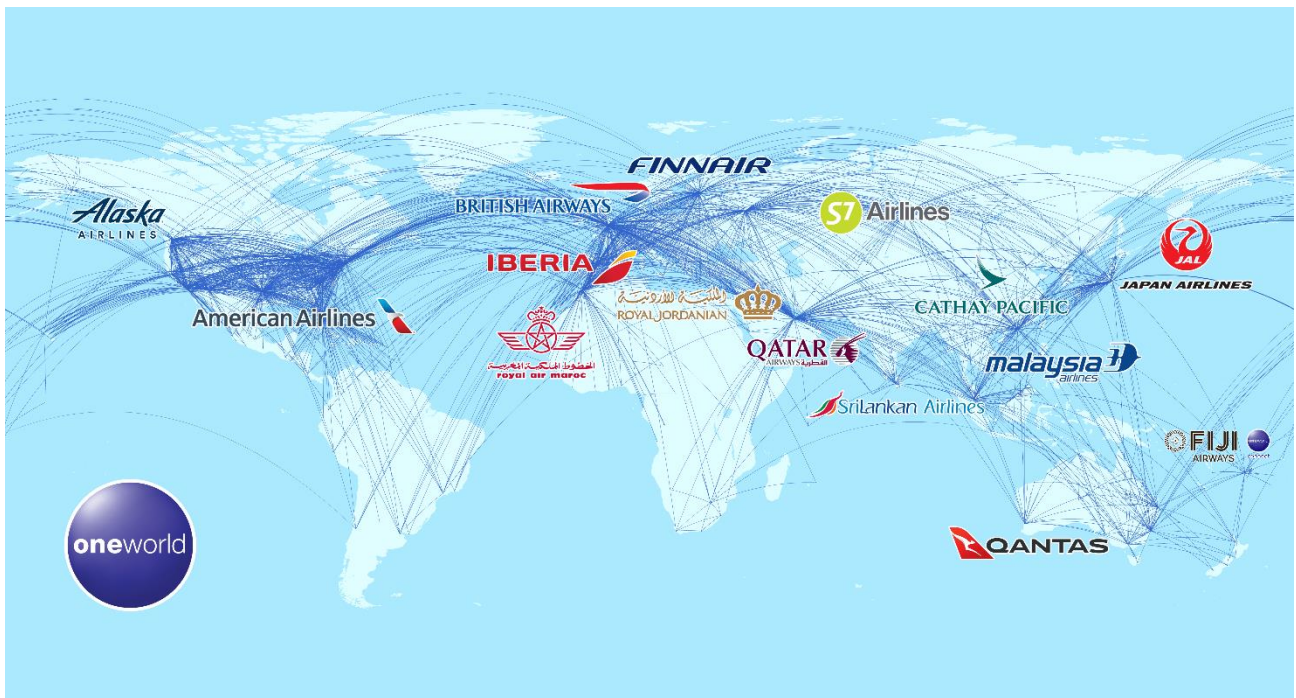 FINNAIR
BRITISH AIRWAYS
Alaska
AIRLINES
S7 Airlines
IBERIA
JAL
JAPAN AIRLINES
الملكية الأردنية
ROYAL JORDANIAN
CATHAY PACIFIC
American Airlines
الخطوط الملكية المغربية
royal air maroc
QATAR
AIRWAYS القطرية
malaysia
airlines
SriLankan Airlines
FIJI
AIRWAYS
oneworld
QANTAS